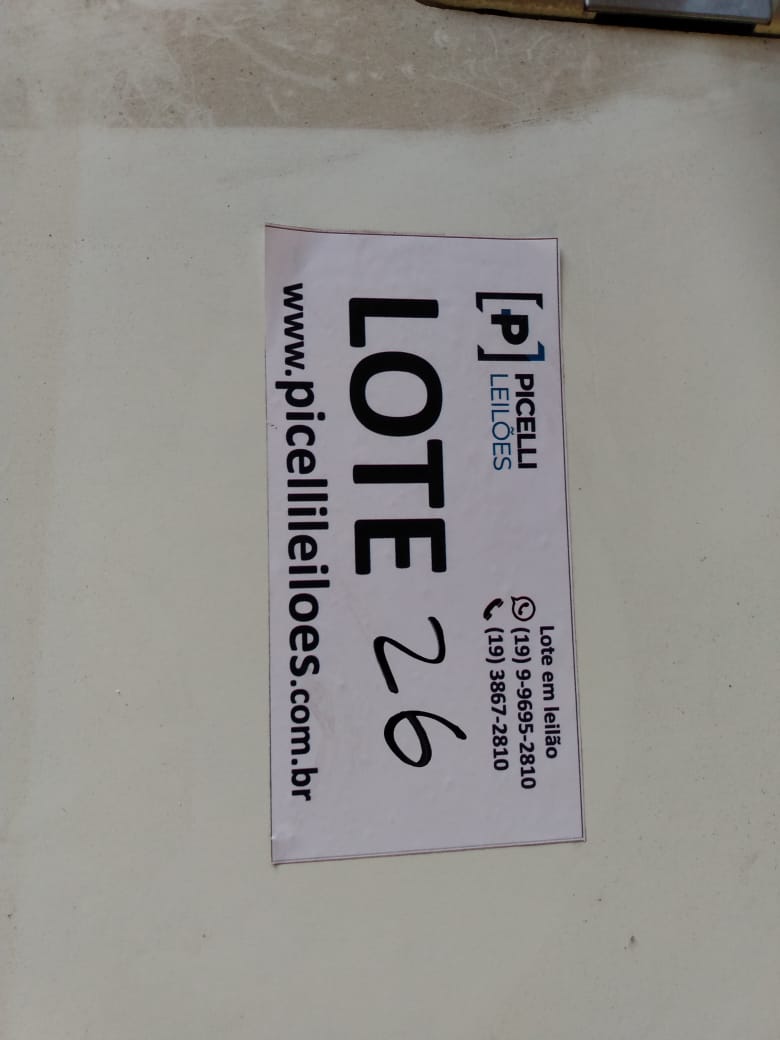 [P] PICELLI
LEILÕES
Lote em leilão
(19) 9-9695-2810
(19) 3867-2810
LOTE 26
www.picellileiloes.com.br